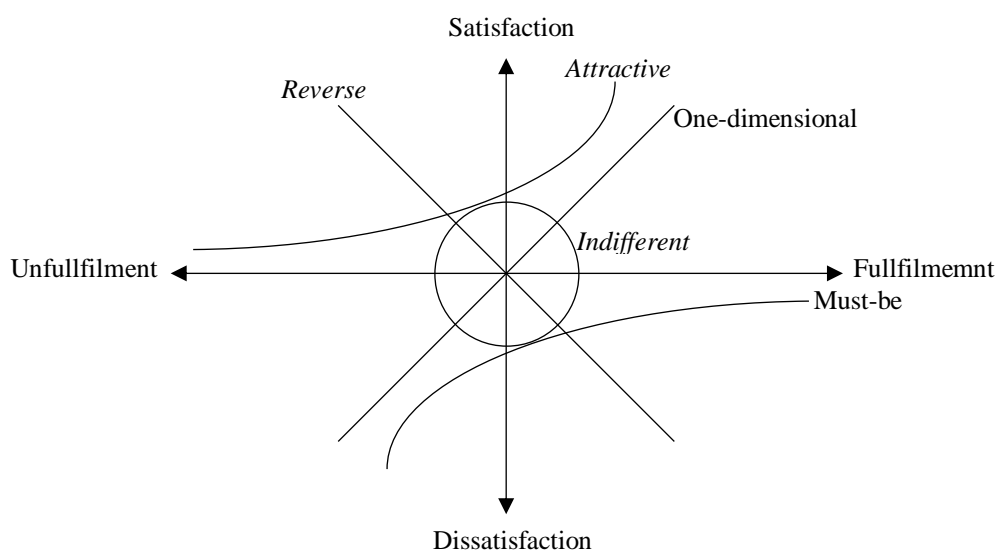 Satisfaction
Attractive
Reverse
One-dimensional
Indifferent
Unfullfilment
Fullfilmemnt
Must-be
Dissatisfaction